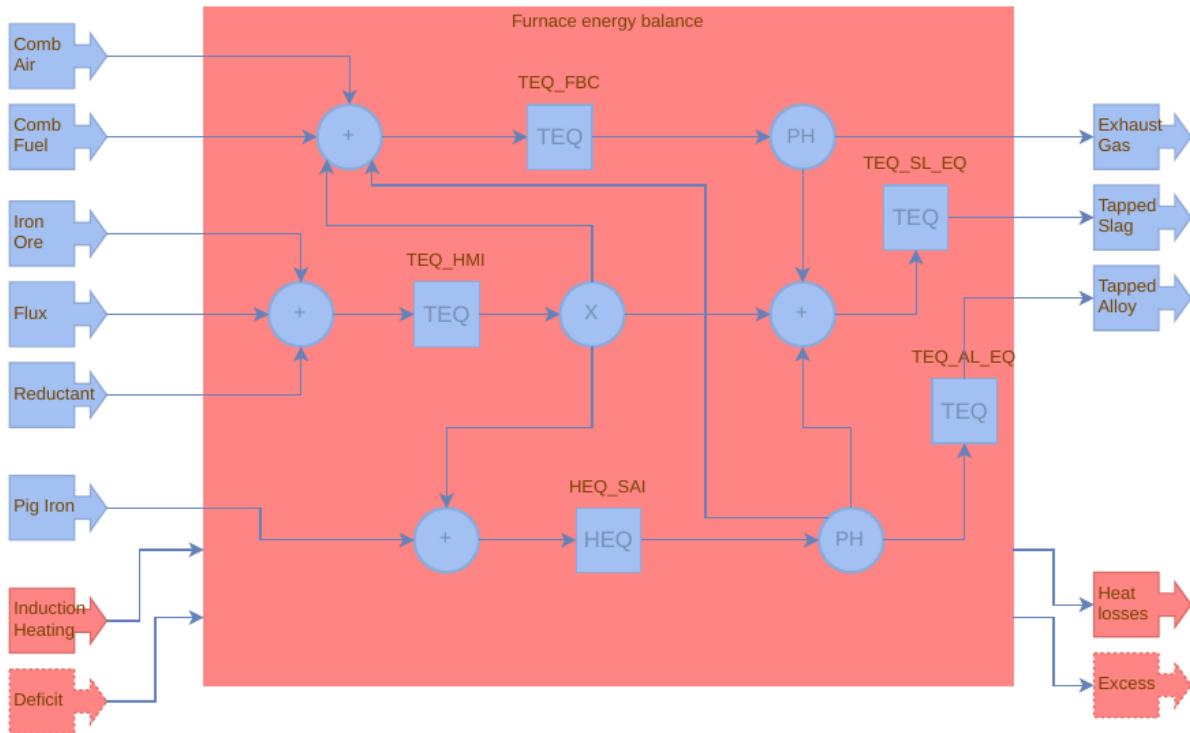 Furnace energy balance
Comb
Air
TEQ_FBC
Comb
Fuel
+
TEQ
PH
Exhaust
Gas
TEQ_SL_EQ
TEQ
Tapped
Slag
Iron
Ore
TEQ_HMI
Flux
+
TEQ
X
+
Tapped
Alloy
TEQ_AL_EQ
Reductant
TEQ
HEQ_SAI
Pig Iron
+
HEQ
PH
Induction
Heating
Heat
losses
Deficit
Excess